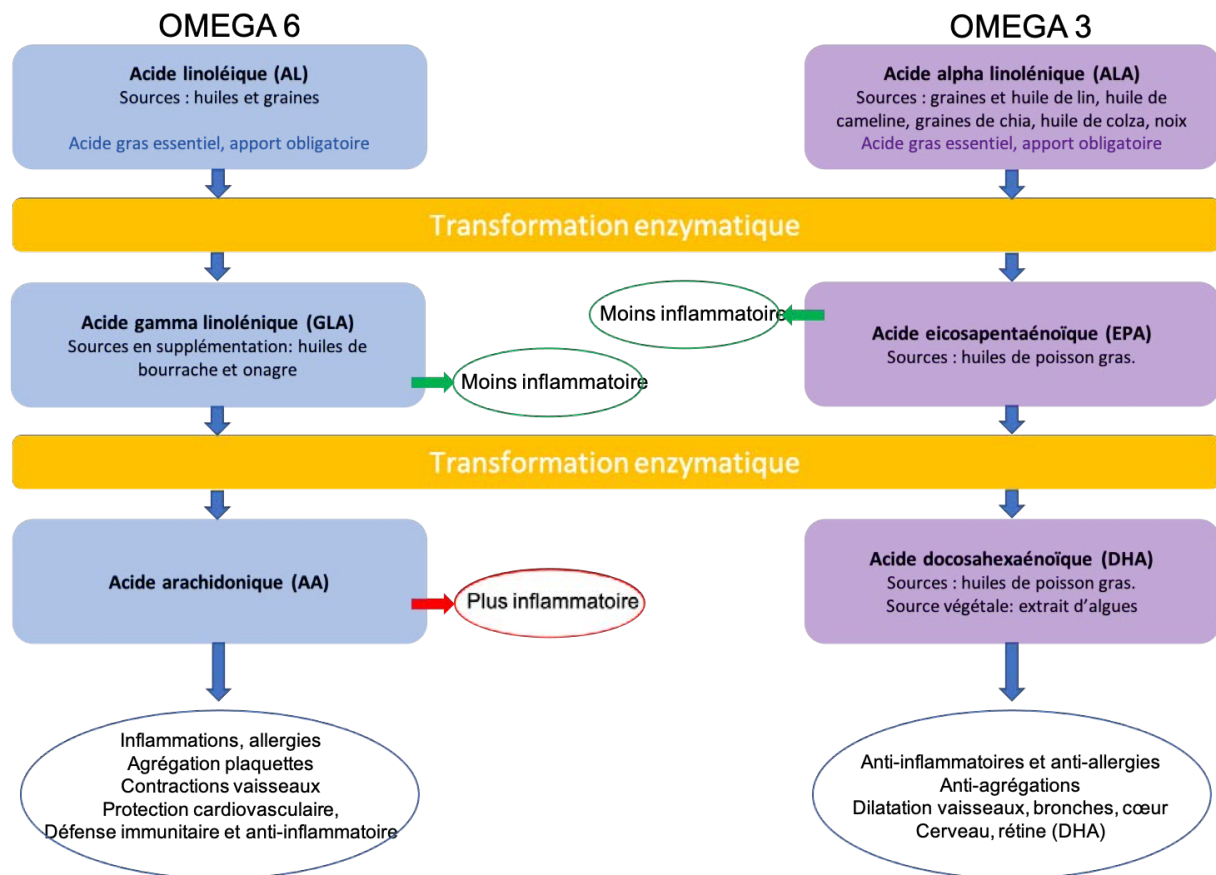 OMEGA 6
OMEGA 3
Acide linoléique (AL)
Sources : huiles et graines
Acide gras essentiel, apport obligatoire
Acide alpha linolénique (ALA)
Sources : graines et huile de lin, huile de
cameline, graines de chia, huile de colza, noix
Acide gras essentiel, apport obligatoire
Transformation enzymatique
Acide gamma linolénique (GLA)
Sources en supplémentation: huiles de
bourrache et onagre
Moins inflammatoire
Moins inflammatoire
Acide eicosapentaénoïque (EPA)
Sources : huiles de poisson gras.
Transformation enzymatique
Acide arachidonique (AA)
Plus inflammatoire
Acide docosahexaénoïque (DHA)
Sources : huiles de poisson gras.
Source végétale: extrait d’algues
Inflammations, allergies
Agrégation plaquettes
Contractions vaisseaux
Protection cardiovasculaire,
Défense immunitaire et anti-inflammatoire
Anti-inflammatoires et anti-allergies
Anti-agrégations
Dilatation vaisseaux, bronches, cœur
Cerveau, rétine (DHA)